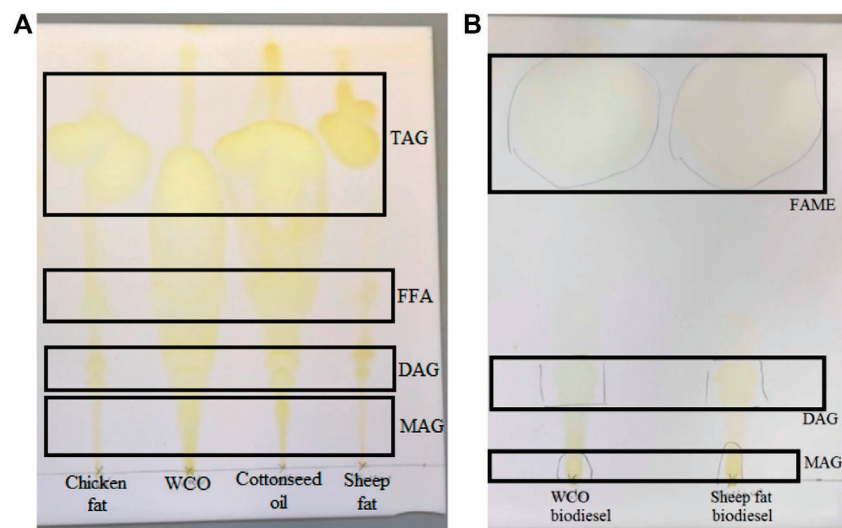 A
B
TAG
FFA
DAG
MAG
Chicken
fat
WCO
Cottonseed
oil
Sheep
fat
FAME
DAG
MAG
WCO
biodiesel
Sheep fat
biodiesel